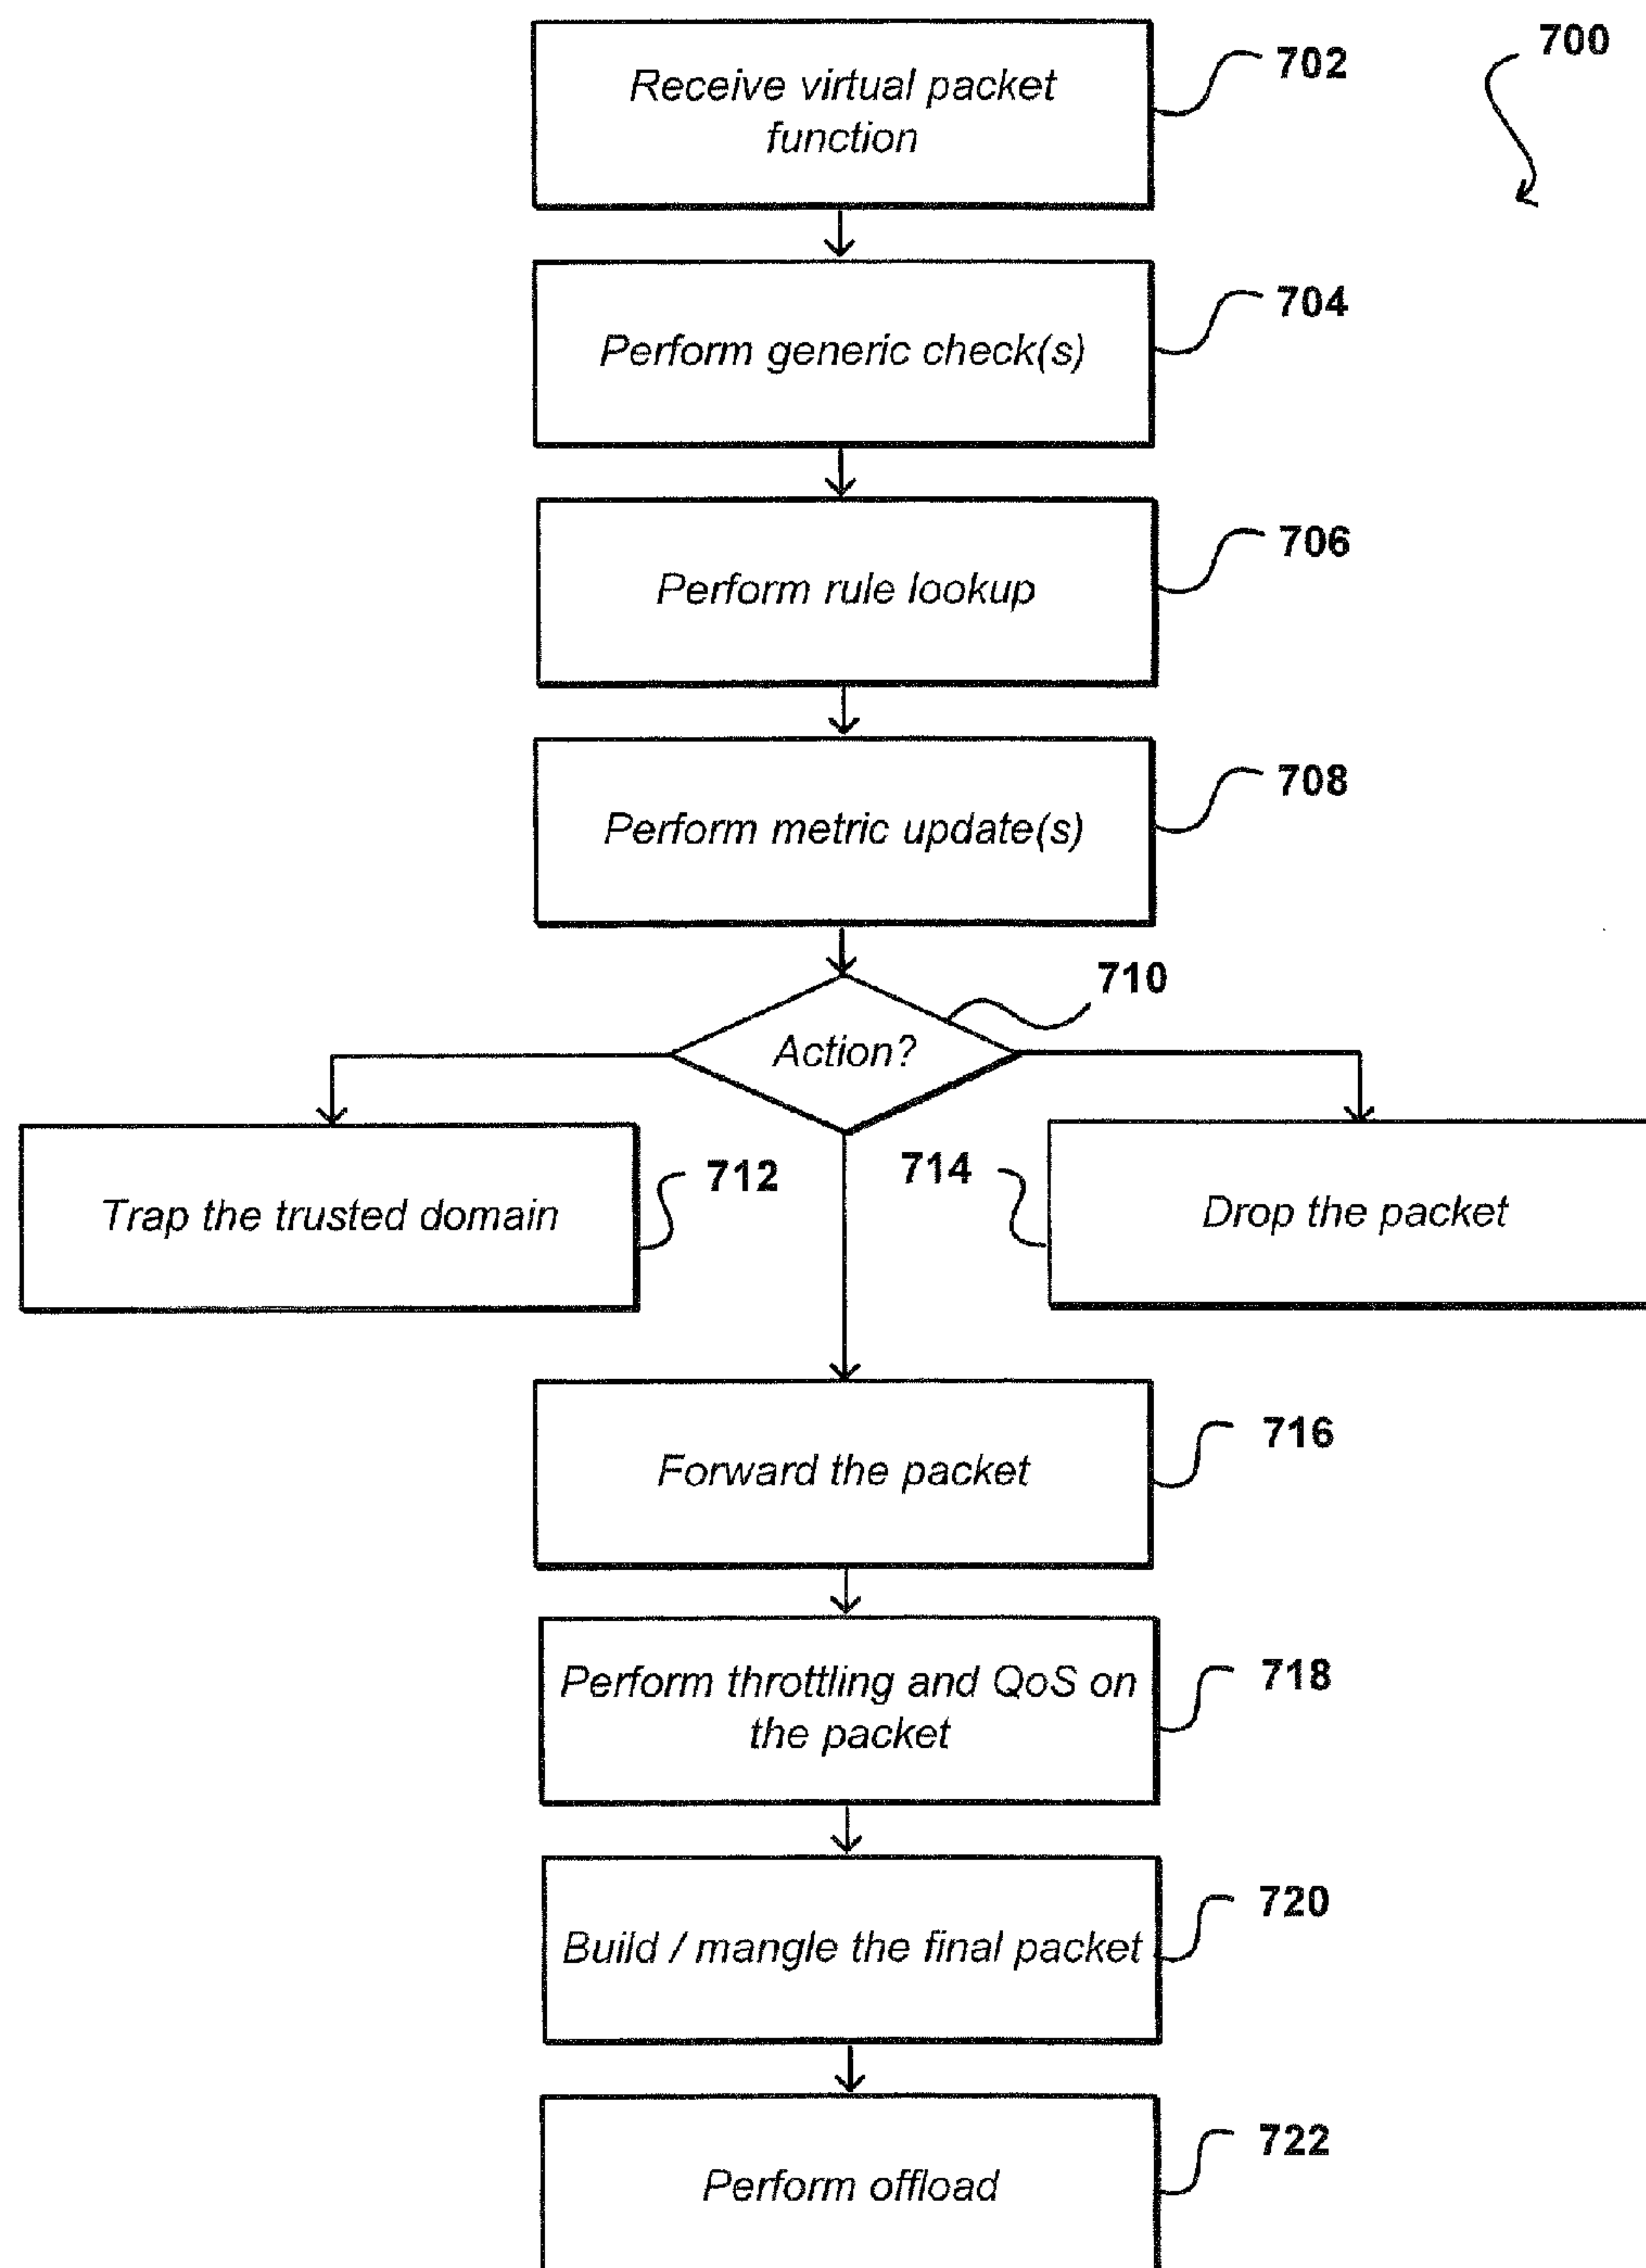 700
Receive virtual packet
function
702
Perform generic check(s)
704
Perform rule lookup
706
Perform metric update(s)
708
Action?
710
Trap the trusted domain
712
714
Drop the packet
Forward the packet
716
Perform throttling and QoS on
the packet
718
Build / mangle the final packet
720
Perform offload
722